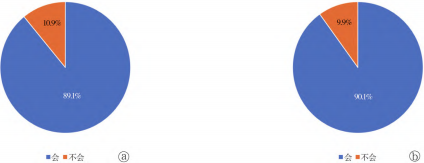 10.9%
89.1%
■会 ■不会 ⓐ
9.9%
90.1%
■会 ■不会 ⓑ